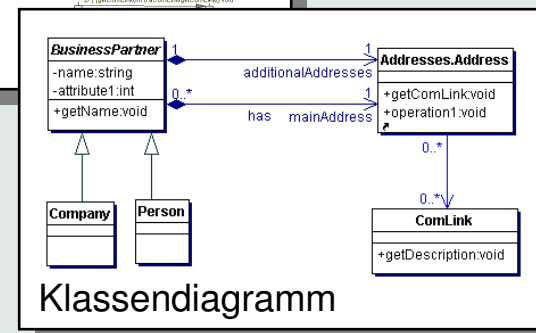 BusinessPartner
-name:string
-attribute1:int
+getName:void
1
1
additionalAddresses
0..*
1
has mainAddress
Addresses.Address
+getComLink:void
+operation1:void
0..*
0..*
Company
Person
ComLink
+getDescription:void
Klassendiagramm